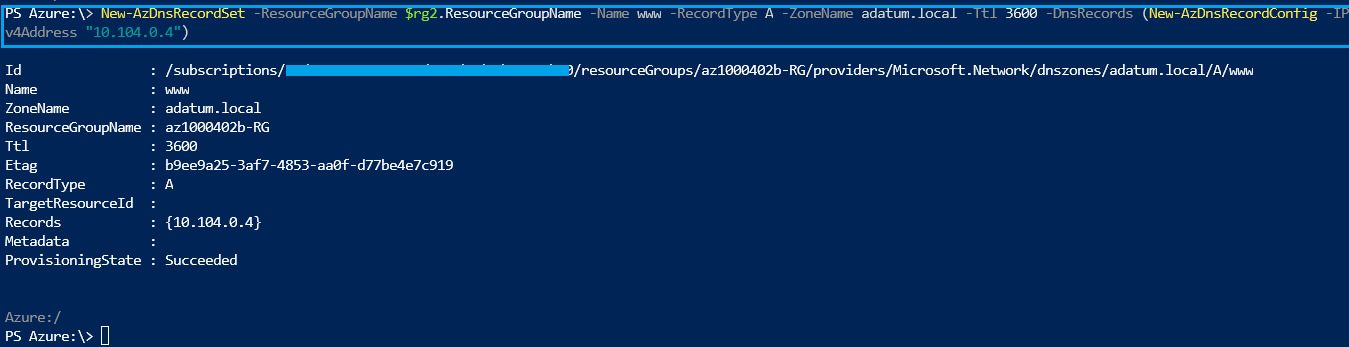 PS Azure:\> New-AzDnsRecordSet -ResourceGroupName $rg2.ResourceGroupName -Name www -RecordType A -ZoneName adatum.local -Ttl 3600 -DnsRecords (New-AzDnsRecordConfig -IP
v4Address "10.104.0.4")
Id                : /subscriptions/ 0/resourceGroups/az1000402b-RG/providers/Microsoft.Network/dnszones/adatum.local/A/www
Name              : www
ZoneName          : adatum.local
ResourceGroupName : az1000402b-RG
Ttl               : 3600
Etag              : b9ee9a25-3af7-4853-aa0f-d77be4e7c919
RecordType        : A
TargetResourceId  :
Records           : {10.104.0.4}
Metadata          :
ProvisioningState : Succeeded
Azure:/
PS Azure:\>